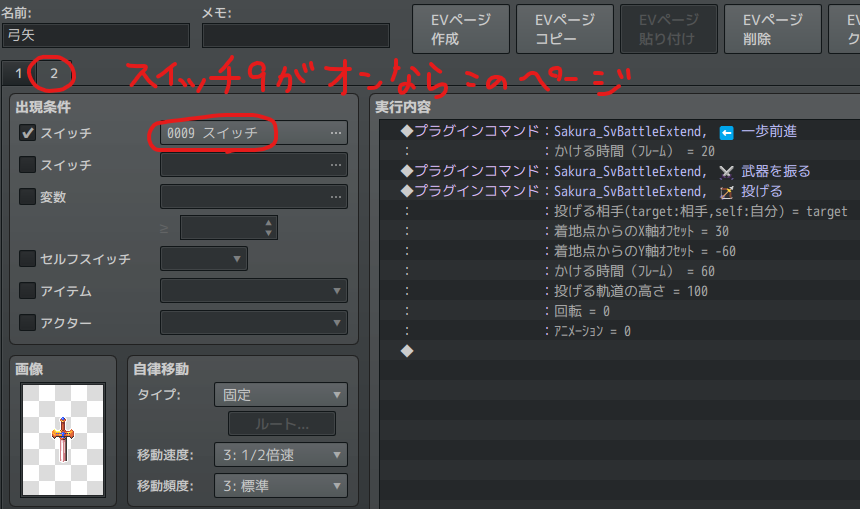 名前:
メモ:
弓矢
EVページ
作成
EVページ
コピー
EVページ
貼り付け
EVページ
削除
EV
ク
1
2
スイッチ9がオンならこのページ
出現条件
スイッチ
0009 スイッチ
スイッチ
変数
≥
セルフスイッチ
アイテム
アクター
画像
自律移動
タイプ:
固定
ルート...
移動速度:
3: 1/2倍速
移動頻度:
3: 標準
実行内容
◆プラグインコマンド:Sakura_SvBattleExtend, ⬅ 一歩前進
: :かける時間(フレーム) = 20
◆プラグインコマンド:Sakura_SvBattleExtend, ⚔ 武器を振る
◆プラグインコマンド:Sakura_SvBattleExtend, 🏹 投げる
: :投げる相手(target:相手,self:自分) = target
: :着地点からのX軸オフセット = 30
: :着地点からのY軸オフセット = -60
: :かける時間(フレーム) = 60
: :投げる軌道の高さ = 100
: :回転 = 0
: :アニメーション = 0
◆